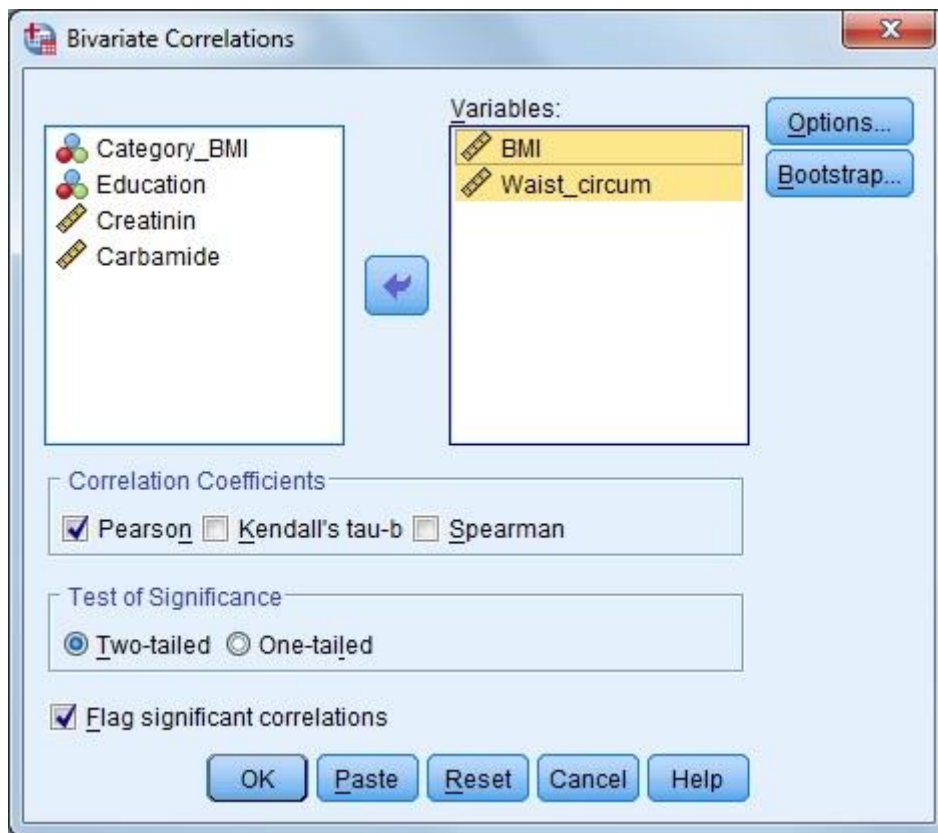 Bivariate Correlations
Variables:
Category_BMI
Education
Creatinin
Carbamide
BMI
Waist_circum
Options...
Bootstrap...
Correlation Coefficients
Pearson Kendall's tau-b Spearman
Test of Significance
Two-tailed One-tailed
Flag significant correlations
OK Paste Reset Cancel Help